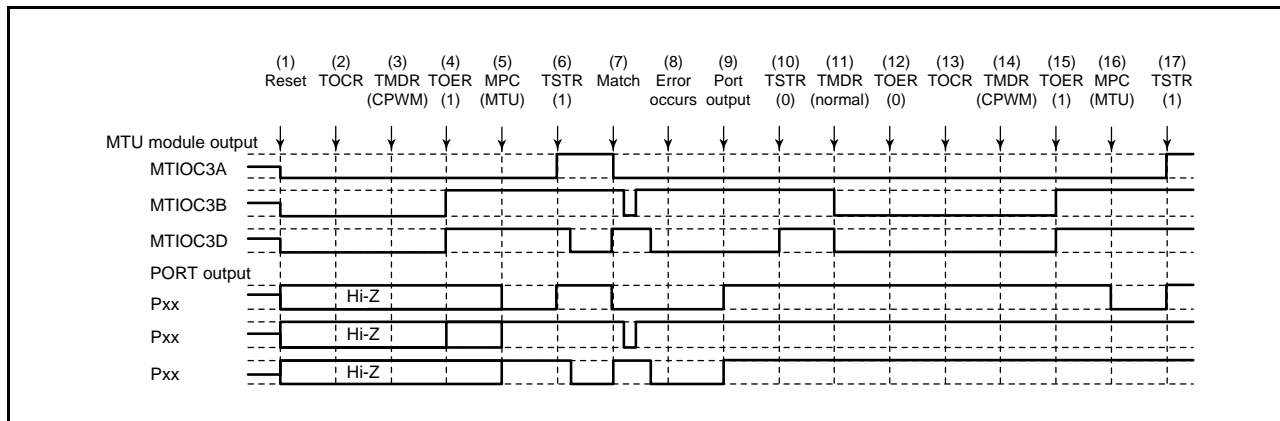 (1) (2) (3) (4) (5) (6) (7) (8) (9) (10) (11) (12) (13) (14) (15) (16) (17)
Reset TOCR TMDR TOER MPC TSTR Match Error Port TSTR TMDR TOER TOCR TMDR TOER MPC TSTR
(CPWM) (1) (MTU) (1) occurs output (0) (normal) (0) (CPWM) (1) (MTU) (1)
MTU module output
MTIOC3A
MTIOC3B
MTIOC3D
PORT output
Pxx Hi-Z
Pxx Hi-Z
Pxx Hi-Z